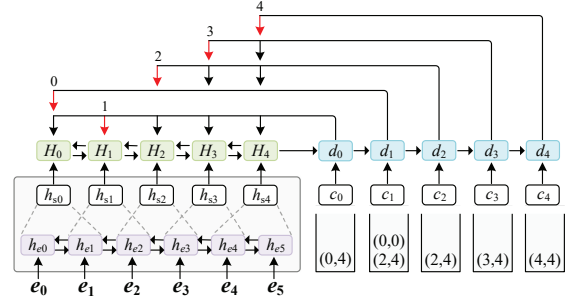 4
3
2
0
1
H0 H1 H2 H3 H4 d0 d1 d2 d3 d4
hs0 hs1 hs2 hs3 hs4 c0 c1 c2 c3 c4
(0,0)
he0 he1 he2 he3 he4 he5 (0,4) (2,4) (2,4) (3,4) (4,4)
e0 e1 e2 e3 e4 e5